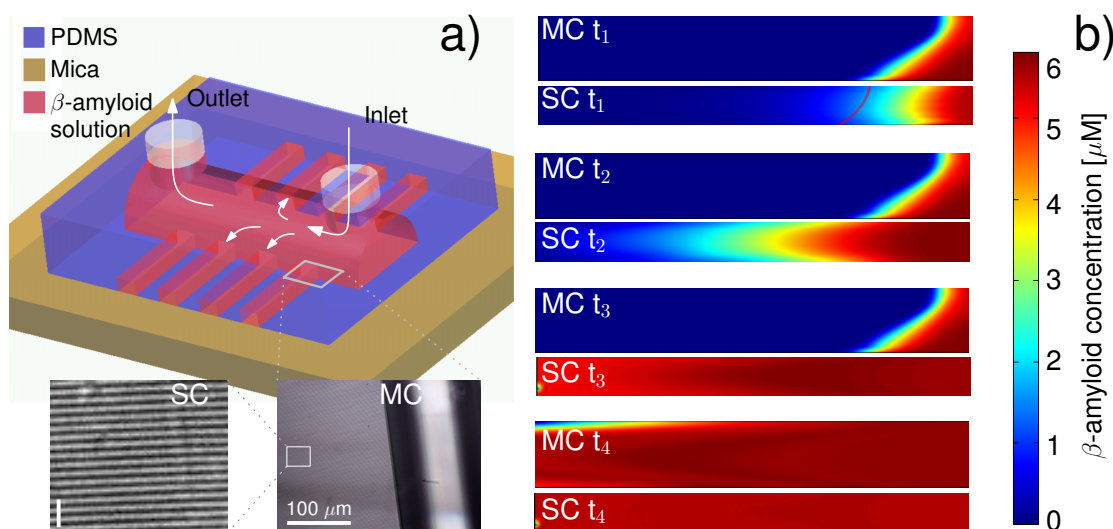 a)
PDMS
Mica
β-amyloid
solution
Outlet
Inlet
SC
MC
100 μm
b)
MC t₁
SC t₁
MC t₂
SC t₂
MC t₃
SC t₃
MC t₄
SC t₄
6
5
4
3
2
1
0
β-amyloid concentration [μM]